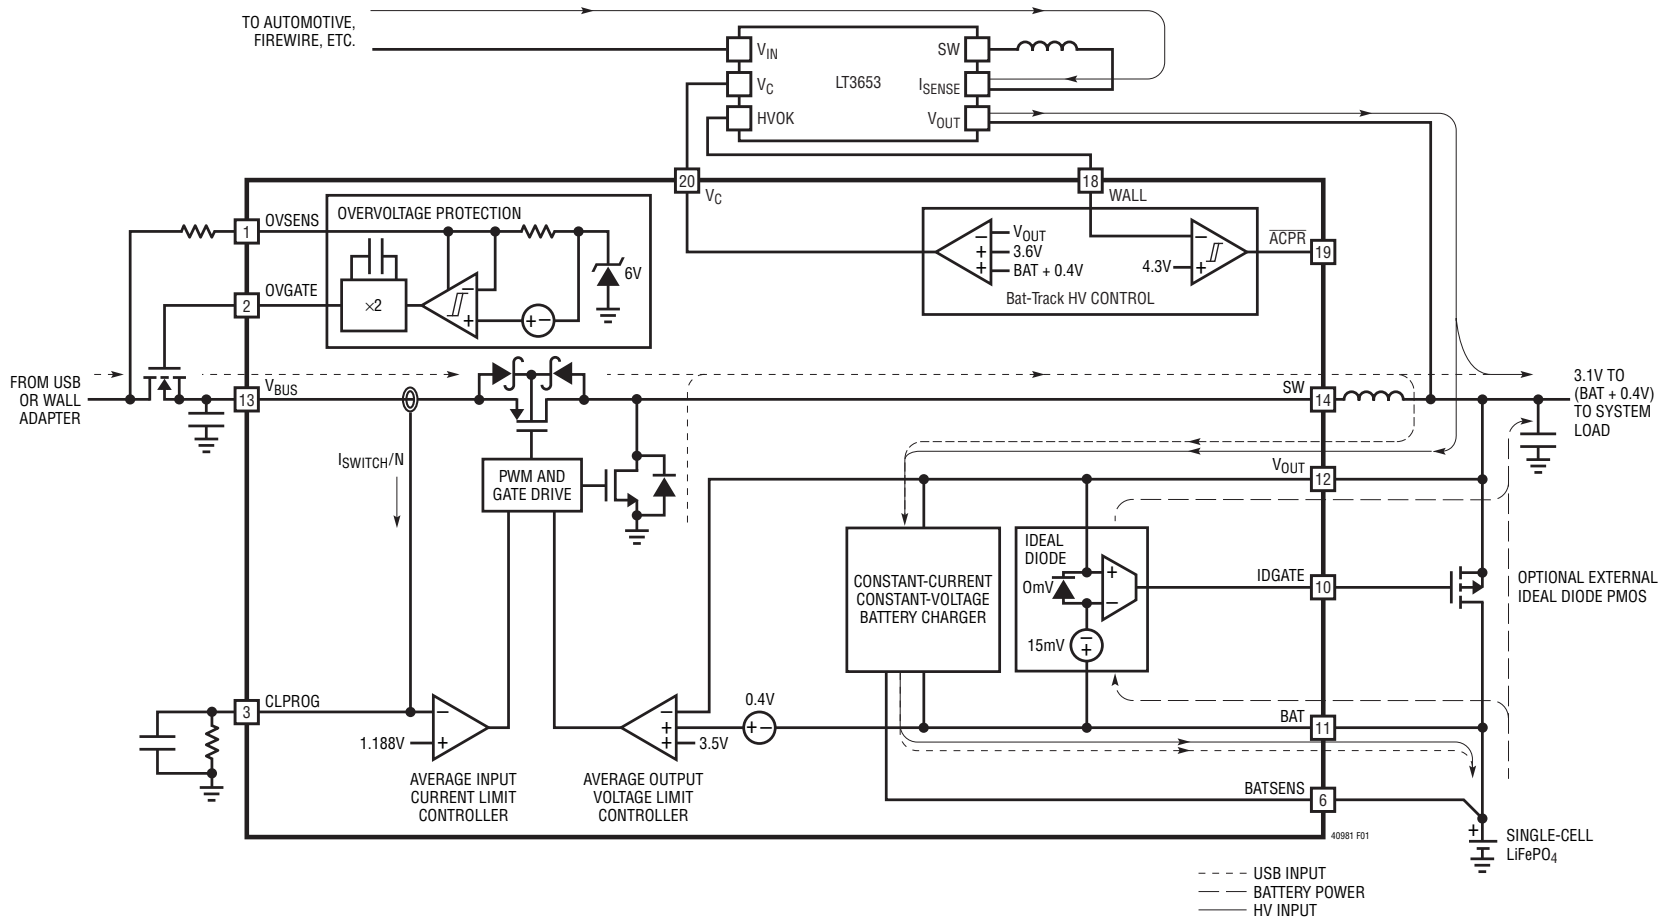 TO AUTOMOTIVE,
FIREWIRE, ETC.
VIN
SW
VC
LT3653
ISENSE
HVOK
VOUT
20
VC
18
WALL
OVERVOLTAGE PROTECTION
1
OVSENS
6V
2
OVGATE
×2
VOUT
3.6V
BAT + 0.4V
4.3V
ACPR
19
Bat-Track HV CONTROL
FROM USB
OR WALL
ADAPTER
13
VBUS
SW
14
3.1V TO
(BAT + 0.4V)
TO SYSTEM
LOAD
ISWITCH/N
PWM AND
GATE DRIVE
VOUT
12
CONSTANT-CURRENT
CONSTANT-VOLTAGE
BATTERY CHARGER
IDEAL
DIODE
0mV
15mV
IDGATE
10
OPTIONAL EXTERNAL
IDEAL DIODE PMOS
3
CLPROG
1.188V
AVERAGE INPUT
CURRENT LIMIT
CONTROLLER
0.4V
3.5V
AVERAGE OUTPUT
VOLTAGE LIMIT
CONTROLLER
BAT
11
BATSENS
6
40981 F01
SINGLE-CELL
LiFePO4
USB INPUT
BATTERY POWER
HV INPUT